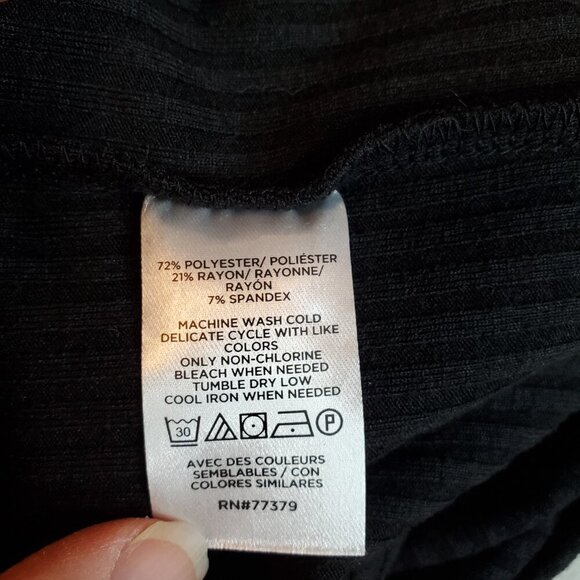 72% POLYESTER/ POLIÉSTER
21% RAYON/ RAYONNE/
RAYÓN
7% SPANDEX
MACHINE WASH COLD
DELICATE CYCLE WITH LIKE
COLORS
ONLY NON-CHLORINE
BLEACH WHEN NEEDED
TUMBLE DRY LOW
COOL IRON WHEN NEEDED
30 P
AVEC DES COULEURS
SEMBLABLES / CON
COLORES SIMILARES
RN#77379